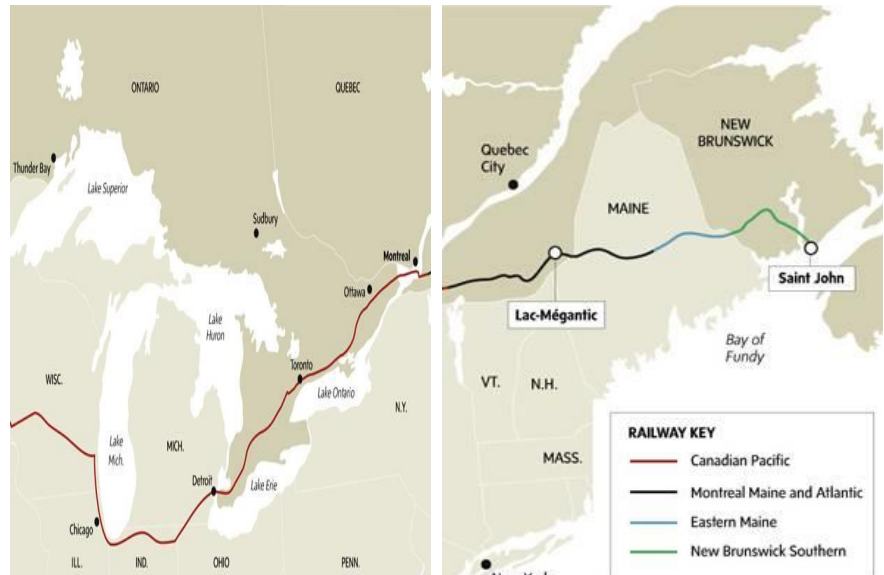 ONTARIO
QUEBEC
Thunder Bay
Lake Superior
Sudbury
Montreal
Ottawa
Lake
Huron
Toronto
Lake Ontario
WISC.
N.Y.
Lake
Mich.
MICH.
Detroit
Lake Erie
Chicago
ILL.
IND.
OHIO
PENN.
NEW
BRUNSWICK
Quebec
City
MAINE
Saint John
Lac-Mégantic
Bay of
Fundy
VT.
N.H.
MASS.
RAILWAY KEY
Canadian Pacific
Montreal Maine and Atlantic
Eastern Maine
New Brunswick Southern